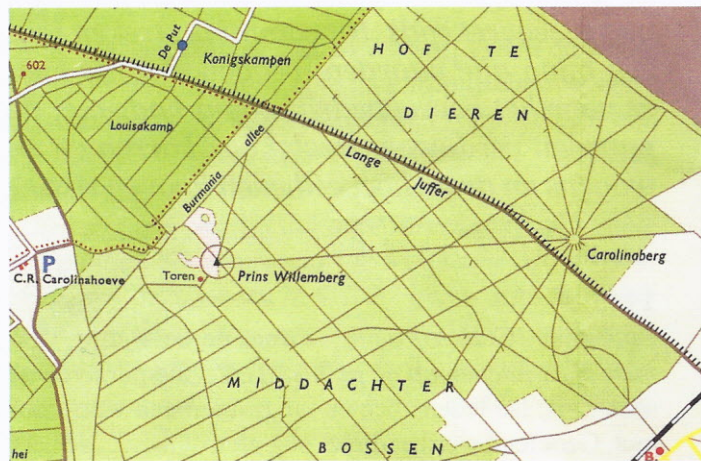 De Put
Konigskampen
HOF TE
DIEREN
602
Louisakamp
Burmania allee
Lange Juffer
P
C.R. Carolinahoeve
Toren
Prins Willemberg
Carolinaberg
MIDDACHTER
BOSSEN
hei
B.